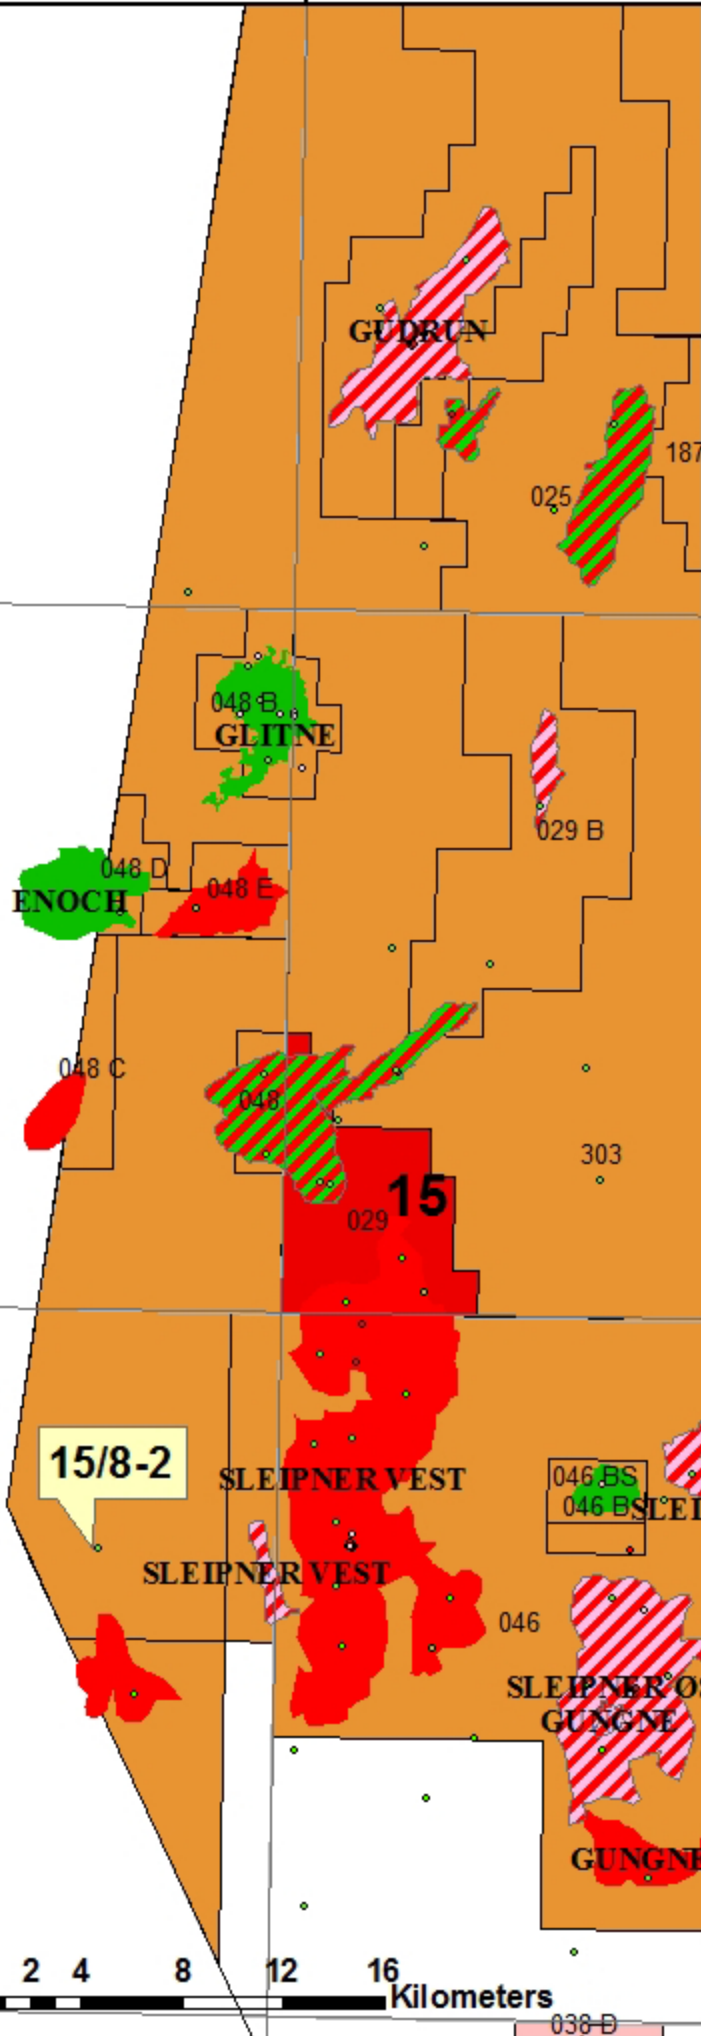 GUDRUN
187
025
048 B
GLITNE
029 B
048 D
ENOCH
048 E
048 C
048
303
15
029
15/8-2
SLEIPNER VEST
046 BS
046 B
SLEI
SLEIPNER VEST
046
SLEIPNER ØS
GUNGNE
GUNGNE
2 4 8 12 16
Kilometers
038 D